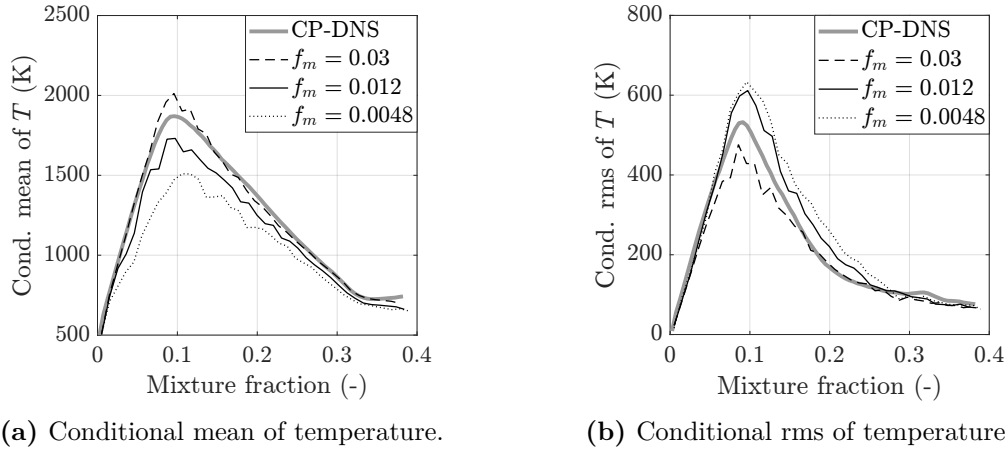 2500
2000
1500
1000
500
0
0.1
0.2
0.3
0.4
Cond. mean of T (K)
Mixture fraction (-)
CP-DNS
f_m = 0.03
f_m = 0.012
f_m = 0.0048
(a) Conditional mean of temperature.
800
600
400
200
0
0
0.1
0.2
0.3
0.4
Cond. rms of T (K)
Mixture fraction (-)
CP-DNS
f_m = 0.03
f_m = 0.012
f_m = 0.0048
(b) Conditional rms of temperature